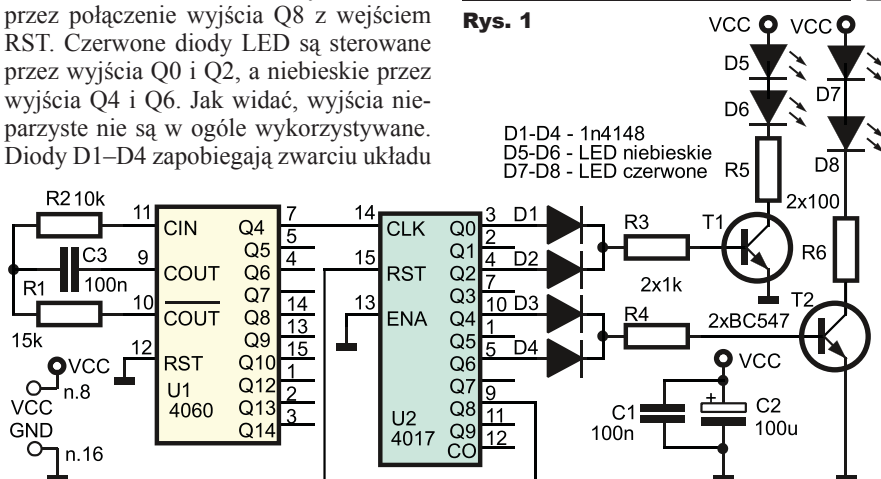 przez połączenie wyjścia Q8 z wejściem
RST. Czerwone diody LED są sterowane
przez wyjścia Q0 i Q2, a niebieskie przez
wyjścia Q4 i Q6. Jak widać, wyjścia nie-
parzyste nie są w ogóle wykorzystywane.
Diody D1–D4 zapobiegają zwarciu układu
Rys. 1
VCC
VCC
D5
D6
D7
D8
D1-D4 - 1n4148
D5-D6 - LED niebieskie
D7-D8 - LED czerwone
R5
2x100
R6
R2 10k
C3
100n
R1
15k
11
9
10
12
CIN
COUT
COUT
RST
U1
4060
Q4
Q5
Q6
Q7
Q8
Q9
Q10
Q12
Q13
Q14
7
5
4
14
13
15
1
2
3
14
15
13
CLK
RST
ENA
U2
4017
Q0
Q1
Q2
Q3
Q4
Q5
Q6
Q7
Q8
Q9
CO
3
2
4
7
10
1
5
9
11
12
D1
D2
D3
D4
R3
2x1k
R4
T1
2xBC547
T2
VCC
n.8
VCC
GND
n.16
VCC
C1
100n
+
C2
100u